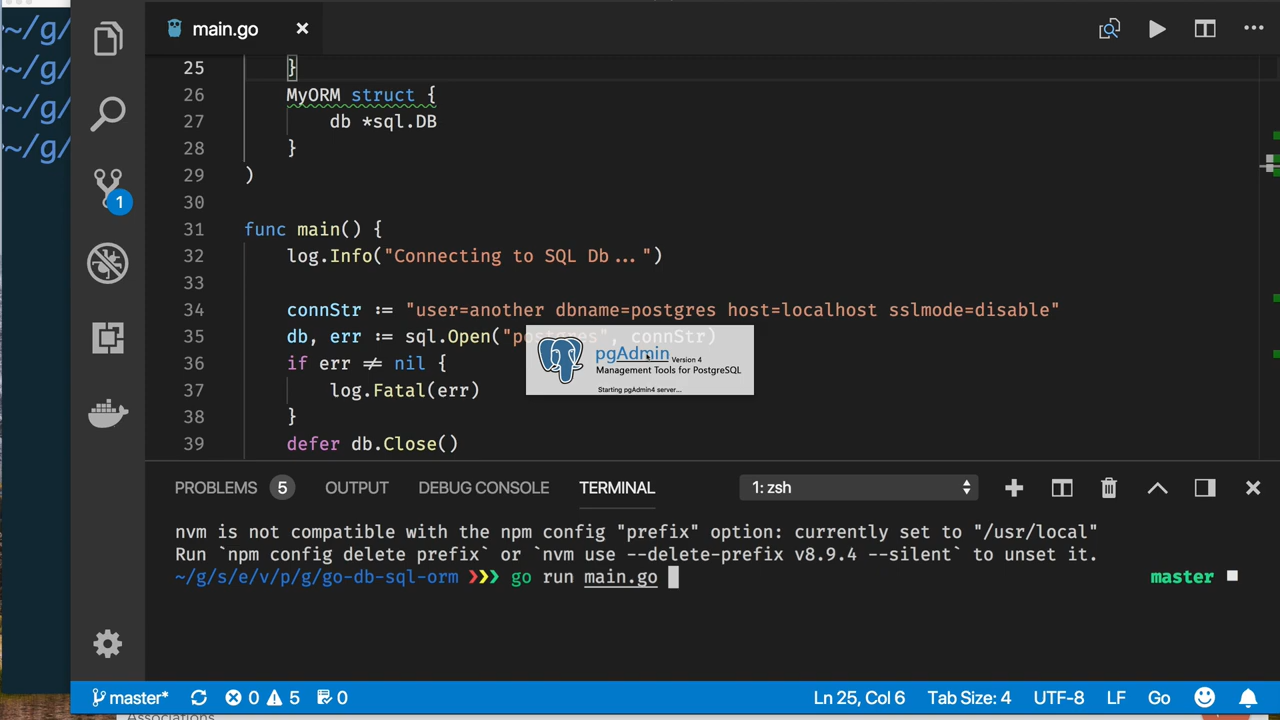 ~/g/
~/g/
~/g/
~/g/
main.go
25 }
26 MyORM struct {
27 db *sql.DB
28 }
29 )
30
31 func main() {
32 log.Info("Connecting to SQL Db...")
33
34 connStr := "user=another dbname=postgres host=localhost sslmode=disable"
35 db, err := sql.Open("postgres", connStr)
36 if err ≠ nil {
37 log.Fatal(err)
38 }
39 defer db.Close()
pgAdmin Version 4
Management Tools for PostgreSQL
Starting pgAdmin4 server...
1
PROBLEMS 5 OUTPUT DEBUG CONSOLE TERMINAL 1: zsh
nvm is not compatible with the npm config "prefix" option: currently set to "/usr/local"
Run `npm config delete prefix` or `nvm use --delete-prefix v8.9.4 --silent` to unset it.
~/g/s/e/v/p/g/go-db-sql-orm ❯❯❯ go run main.go master
master* 0 5 0 Ln 25, Col 6 Tab Size: 4 UTF-8 LF Go
Associations